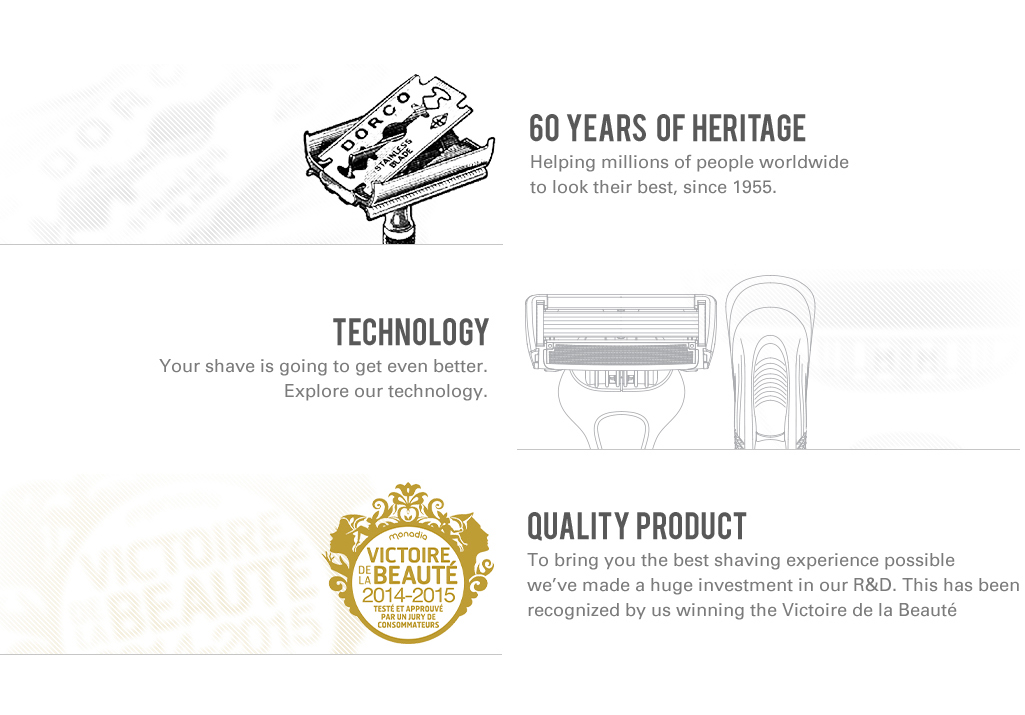 DORCO
STAINLESS
BLADE
60 YEARS OF HERITAGE
Helping millions of people worldwide
to look their best, since 1955.
TECHNOLOGY
Your shave is going to get even better.
Explore our technology.
monadia
VICTOIRE
DE LA BEAUTÉ
2014-2015
TESTÉ ET APPROUVÉ
PAR UN JURY DE
CONSOMMATEURS
QUALITY PRODUCT
To bring you the best shaving experience possible
we've made a huge investment in our R&D. This has been
recognized by us winning the Victoire de la Beauté